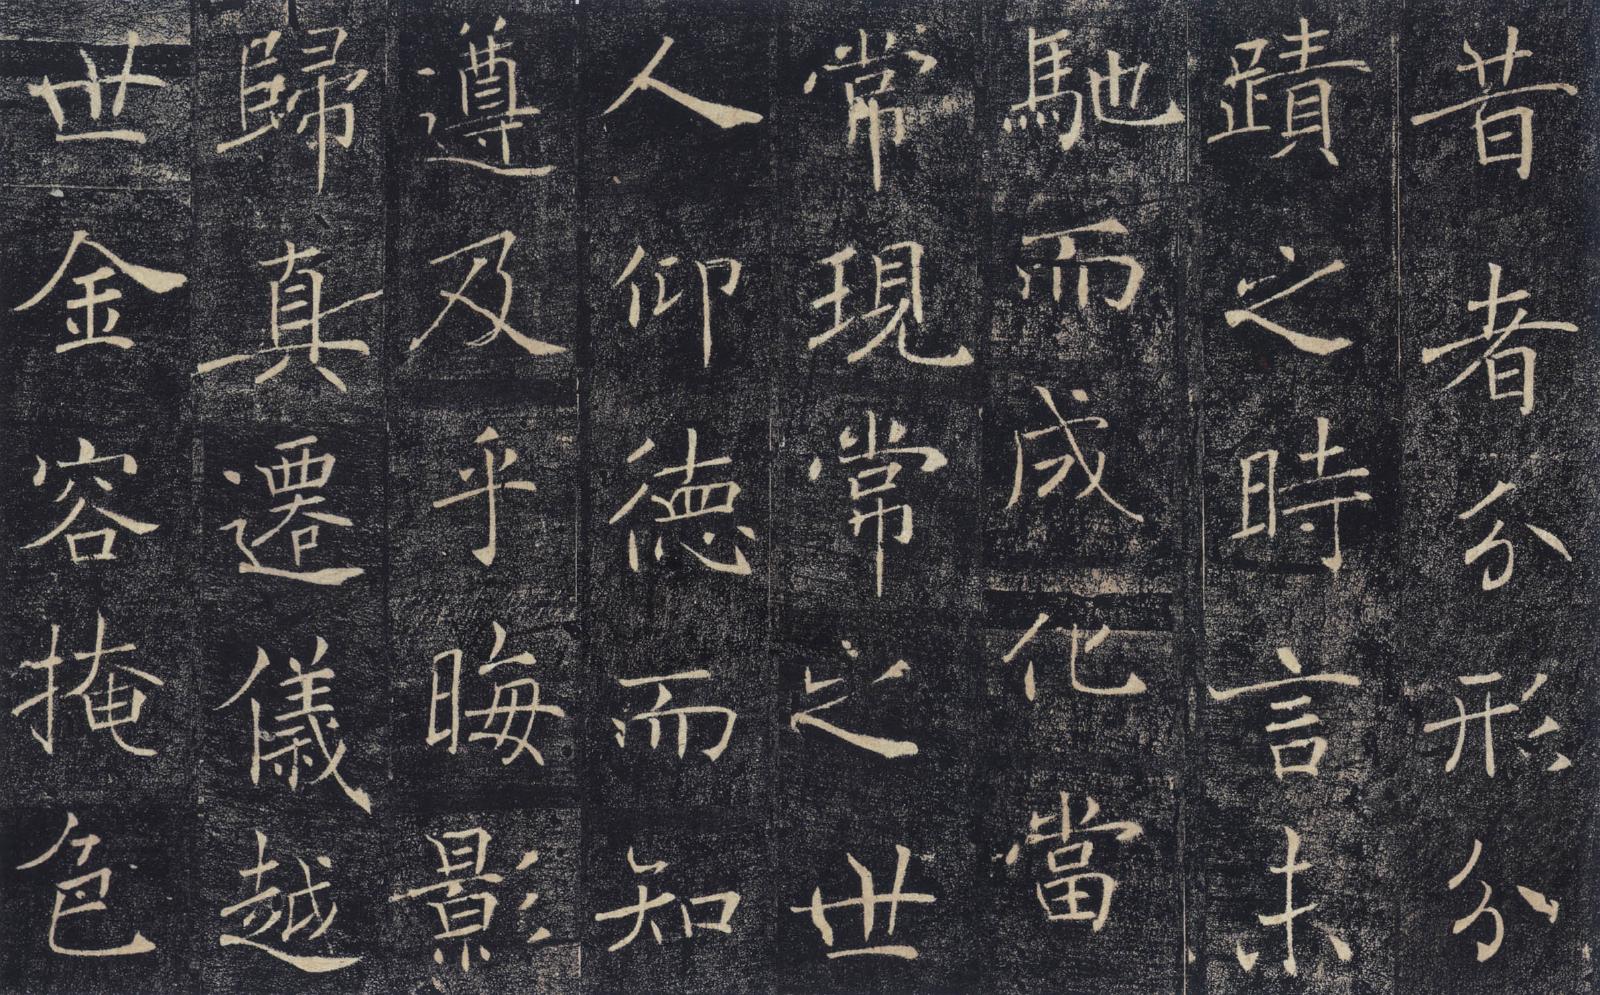 昔者分形分
蹟之時言未
馳而成化當
常現常之世
人仰德而知
遵及乎晦影
歸真遷儀越
世金容掩色